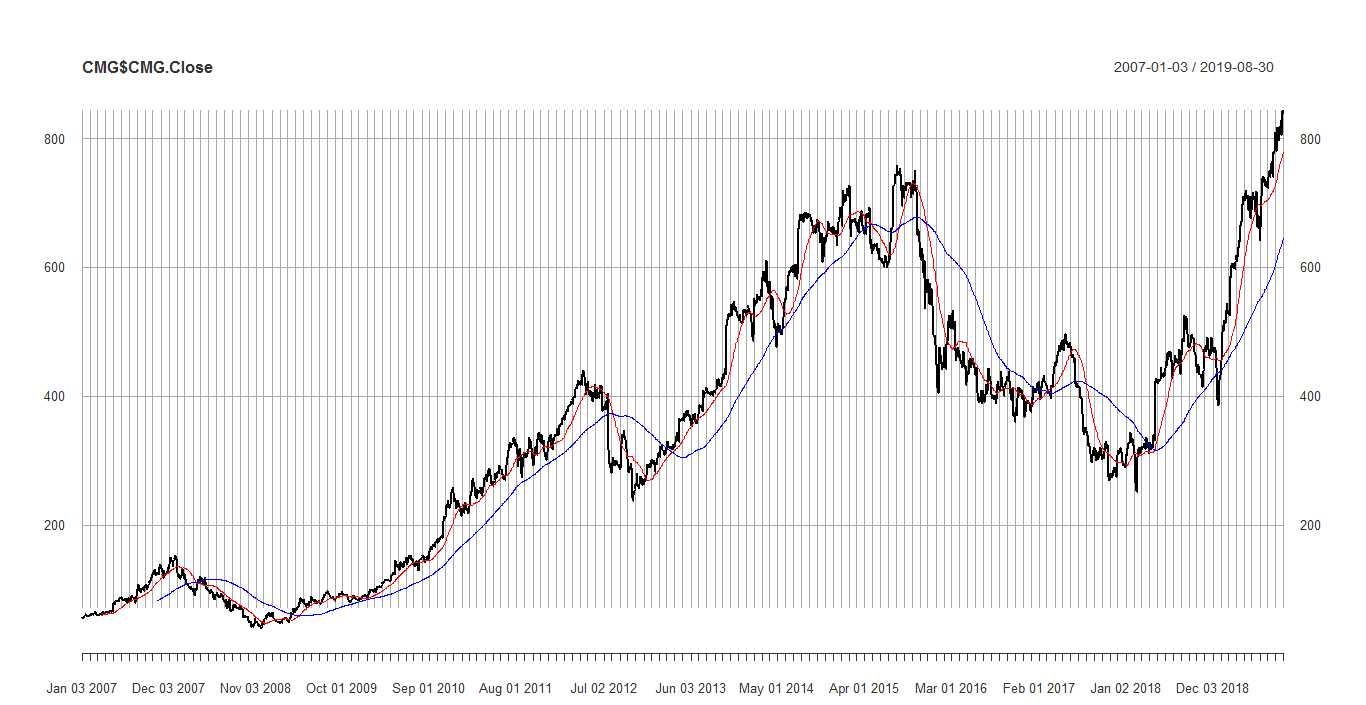 CMG$CMG.Close 2007-01-03 / 2019-08-30
800 800
600 600
400 400
200 200
Jan 03 2007 Dec 03 2007 Nov 03 2008 Oct 01 2009 Sep 01 2010 Aug 01 2011 Jul 02 2012 Jun 03 2013 May 01 2014 Apr 01 2015 Mar 01 2016 Feb 01 2017 Jan 02 2018 Dec 03 2018